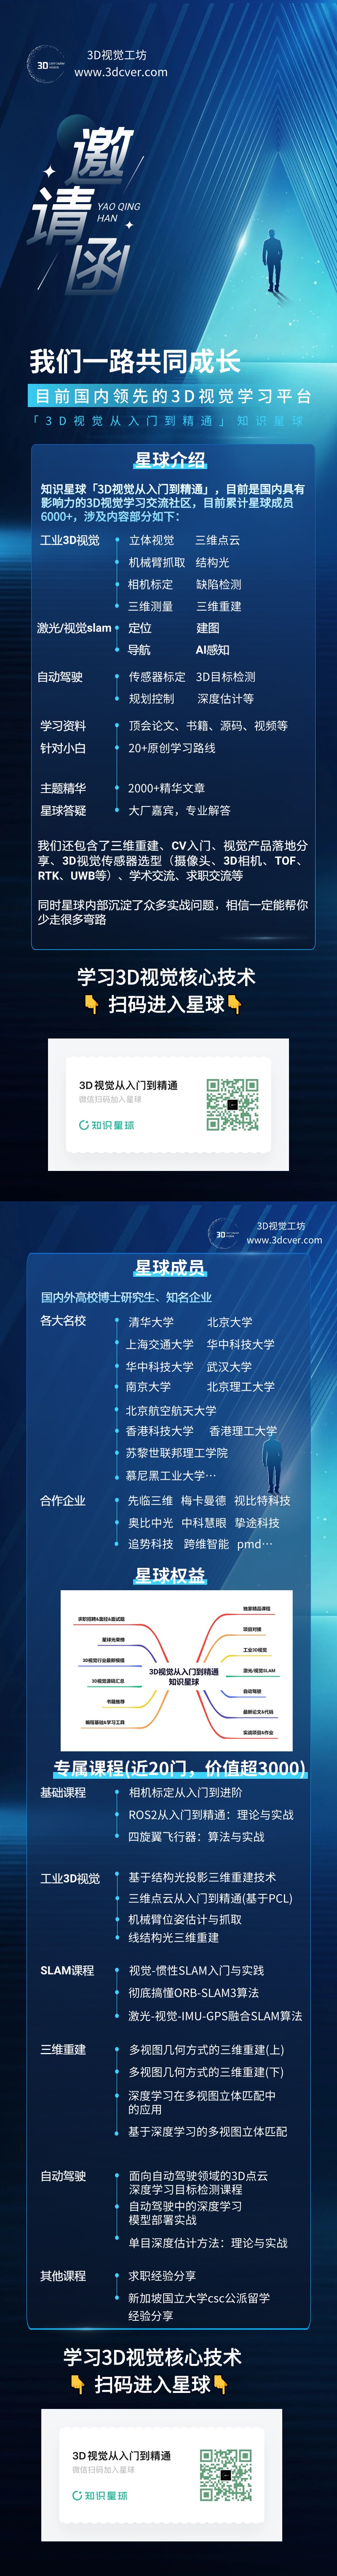 3D视觉工坊
www.3dcver.com
3D
邀请函
YAO QING
HAN
我们一路共同成长
目前国内领先的3D视觉学习平台
「3D视觉从入门到精通」知识星球
星球介绍
知识星球「3D视觉从入门到精通」，目前是国内具有
影响力的3D视觉学习交流社区，目前累计星球成员
6000+，涉及内容部分如下：
工业3D视觉 立体视觉 三维点云
机械臂抓取 结构光
相机标定 缺陷检测
三维测量 三维重建
激光/视觉slam 定位 建图
导航 AI感知
自动驾驶 传感器标定 3D目标检测
规划控制 深度估计等
学习资料 顶会论文、书籍、源码、视频等
针对小白 20+原创学习路线
主题精华 2000+精华文章
星球答疑 大厂嘉宾，专业解答
我们还包含了三维重建、CV入门、视觉产品落地分
享、3D视觉传感器选型（摄像头、3D相机、TOF、
RTK、UWB等）、学术交流、求职交流等
同时星球内部沉淀了众多实战问题，相信一定能帮你
少走很多弯路
学习3D视觉核心技术
👇 扫码进入星球👇
3D视觉从入门到精通
微信扫码加入星球
知识星球
3D
3D视觉工坊
www.3dcver.com
星球成员
国内外高校博士研究生、知名企业
各大名校 清华大学 北京大学
上海交通大学 华中科技大学
华中科技大学 武汉大学
南京大学 北京理工大学
北京航空航天大学
香港科技大学 香港理工大学
苏黎世联邦理工学院
慕尼黑工业大学…
合作企业 先临三维 梅卡曼德 视比特科技
奥比中光 中科慧眼 挚途科技
追势科技 跨维智能 pmd…
星球权益
求职招聘&面经&面试题
星球光荣榜
3D视觉行业最新模组
3D视觉源码汇总
书籍推荐
编程基础&学习工具
3D视觉从入门到精通
知识星球
独家精品课程
项目对接
工业3D视觉
激光/视觉SLAM
自动驾驶
最新论文&代码
实战项目&作业
专属课程(近20门，价值超3000)
基础课程 相机标定从入门到进阶
ROS2从入门到精通：理论与实战
四旋翼飞行器：算法与实战
工业3D视觉 基于结构光投影三维重建技术
三维点云从入门到精通(基于PCL)
机械臂位姿估计与抓取
线结构光三维重建
SLAM课程 视觉-惯性SLAM入门与实践
彻底搞懂ORB-SLAM3算法
激光-视觉-IMU-GPS融合SLAM算法
三维重建 多视图几何方式的三维重建(上)
多视图几何方式的三维重建(下)
深度学习在多视图立体匹配中
的应用
基于深度学习的多视图立体匹配
自动驾驶 面向自动驾驶领域的3D点云
深度学习目标检测课程
自动驾驶中的深度学习
模型部署实战
单目深度估计方法：理论与实战
其他课程 求职经验分享
新加坡国立大学csc公派留学
经验分享
学习3D视觉核心技术
👇 扫码进入星球👇
3D视觉从入门到精通
微信扫码加入星球
知识星球